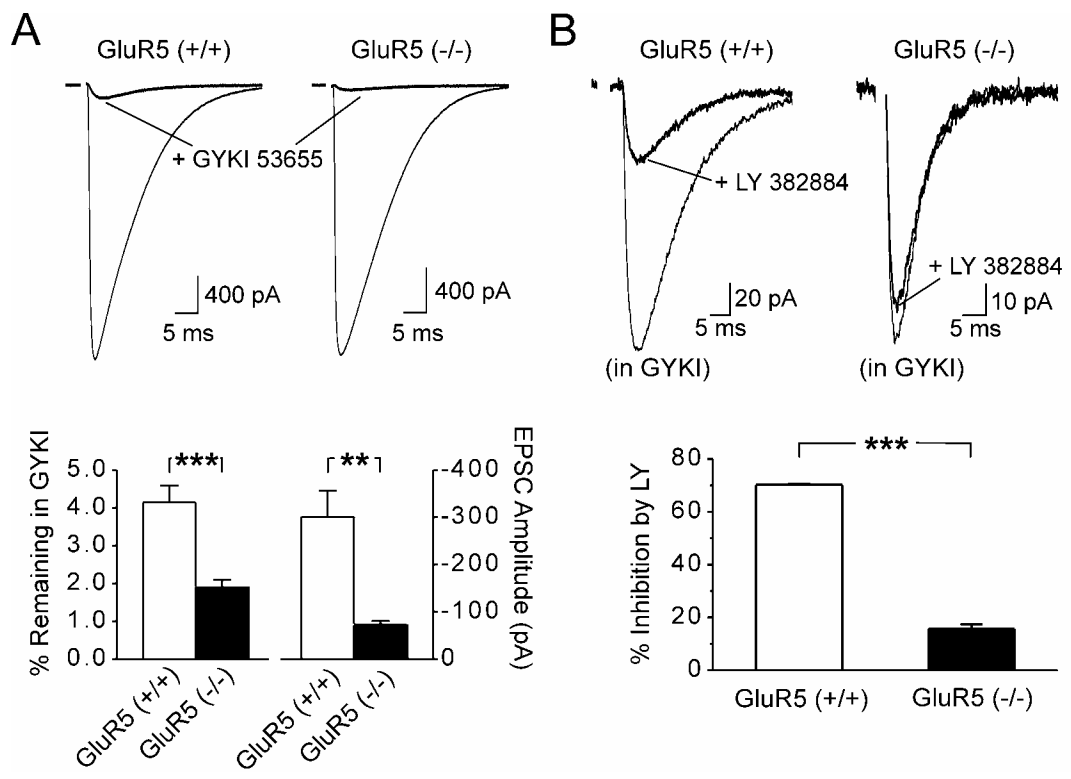 A
GluR5 (+/+)
GluR5 (-/-)
+ GYKI 53655
400 pA
5 ms
400 pA
5 ms
% Remaining in GYKI
5.0
4.0
3.0
2.0
1.0
0.0
***
**
-400
-300
-200
-100
0
EPSC Amplitude (pA)
GluR5 (+/+)
GluR5 (-/-)
GluR5 (+/+)
GluR5 (-/-)
B
GluR5 (+/+)
GluR5 (-/-)
+ LY 382884
20 pA
5 ms
(in GYKI)
+ LY 382884
10 pA
5 ms
(in GYKI)
% Inhibition by LY
80
60
40
20
0
***
GluR5 (+/+)
GluR5 (-/-)